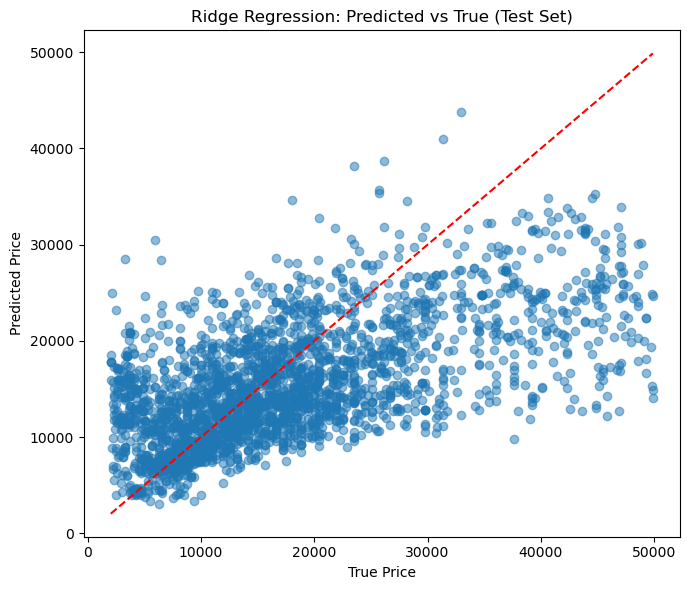 Ridge Regression: Predicted vs True (Test Set)
50000
40000
30000
20000
10000
0
Predicted Price
0 10000 20000 30000 40000 50000
True Price